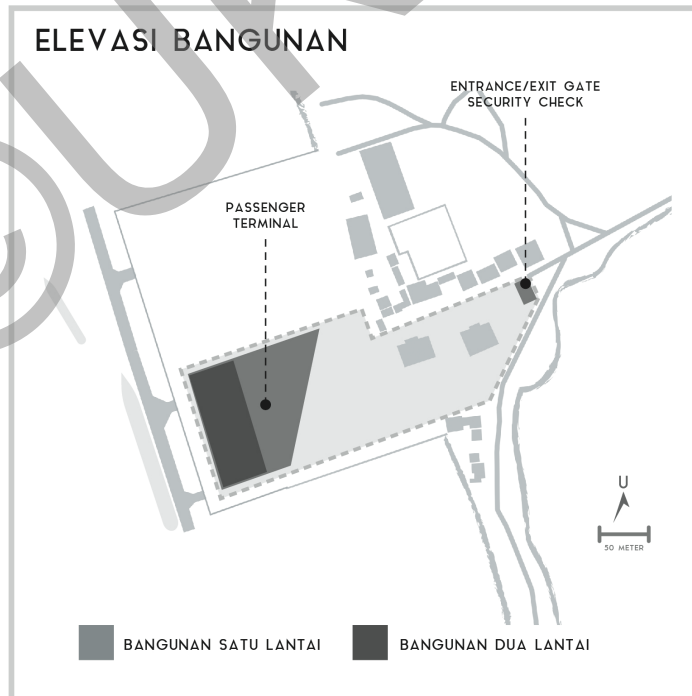 ELEVASI BANGUNAN
ENTRANCE/EXIT GATE
SECURITY CHECK
PASSENGER
TERMINAL
U
50 METER
BANGUNAN SATU LANTAI
BANGUNAN DUA LANTAI